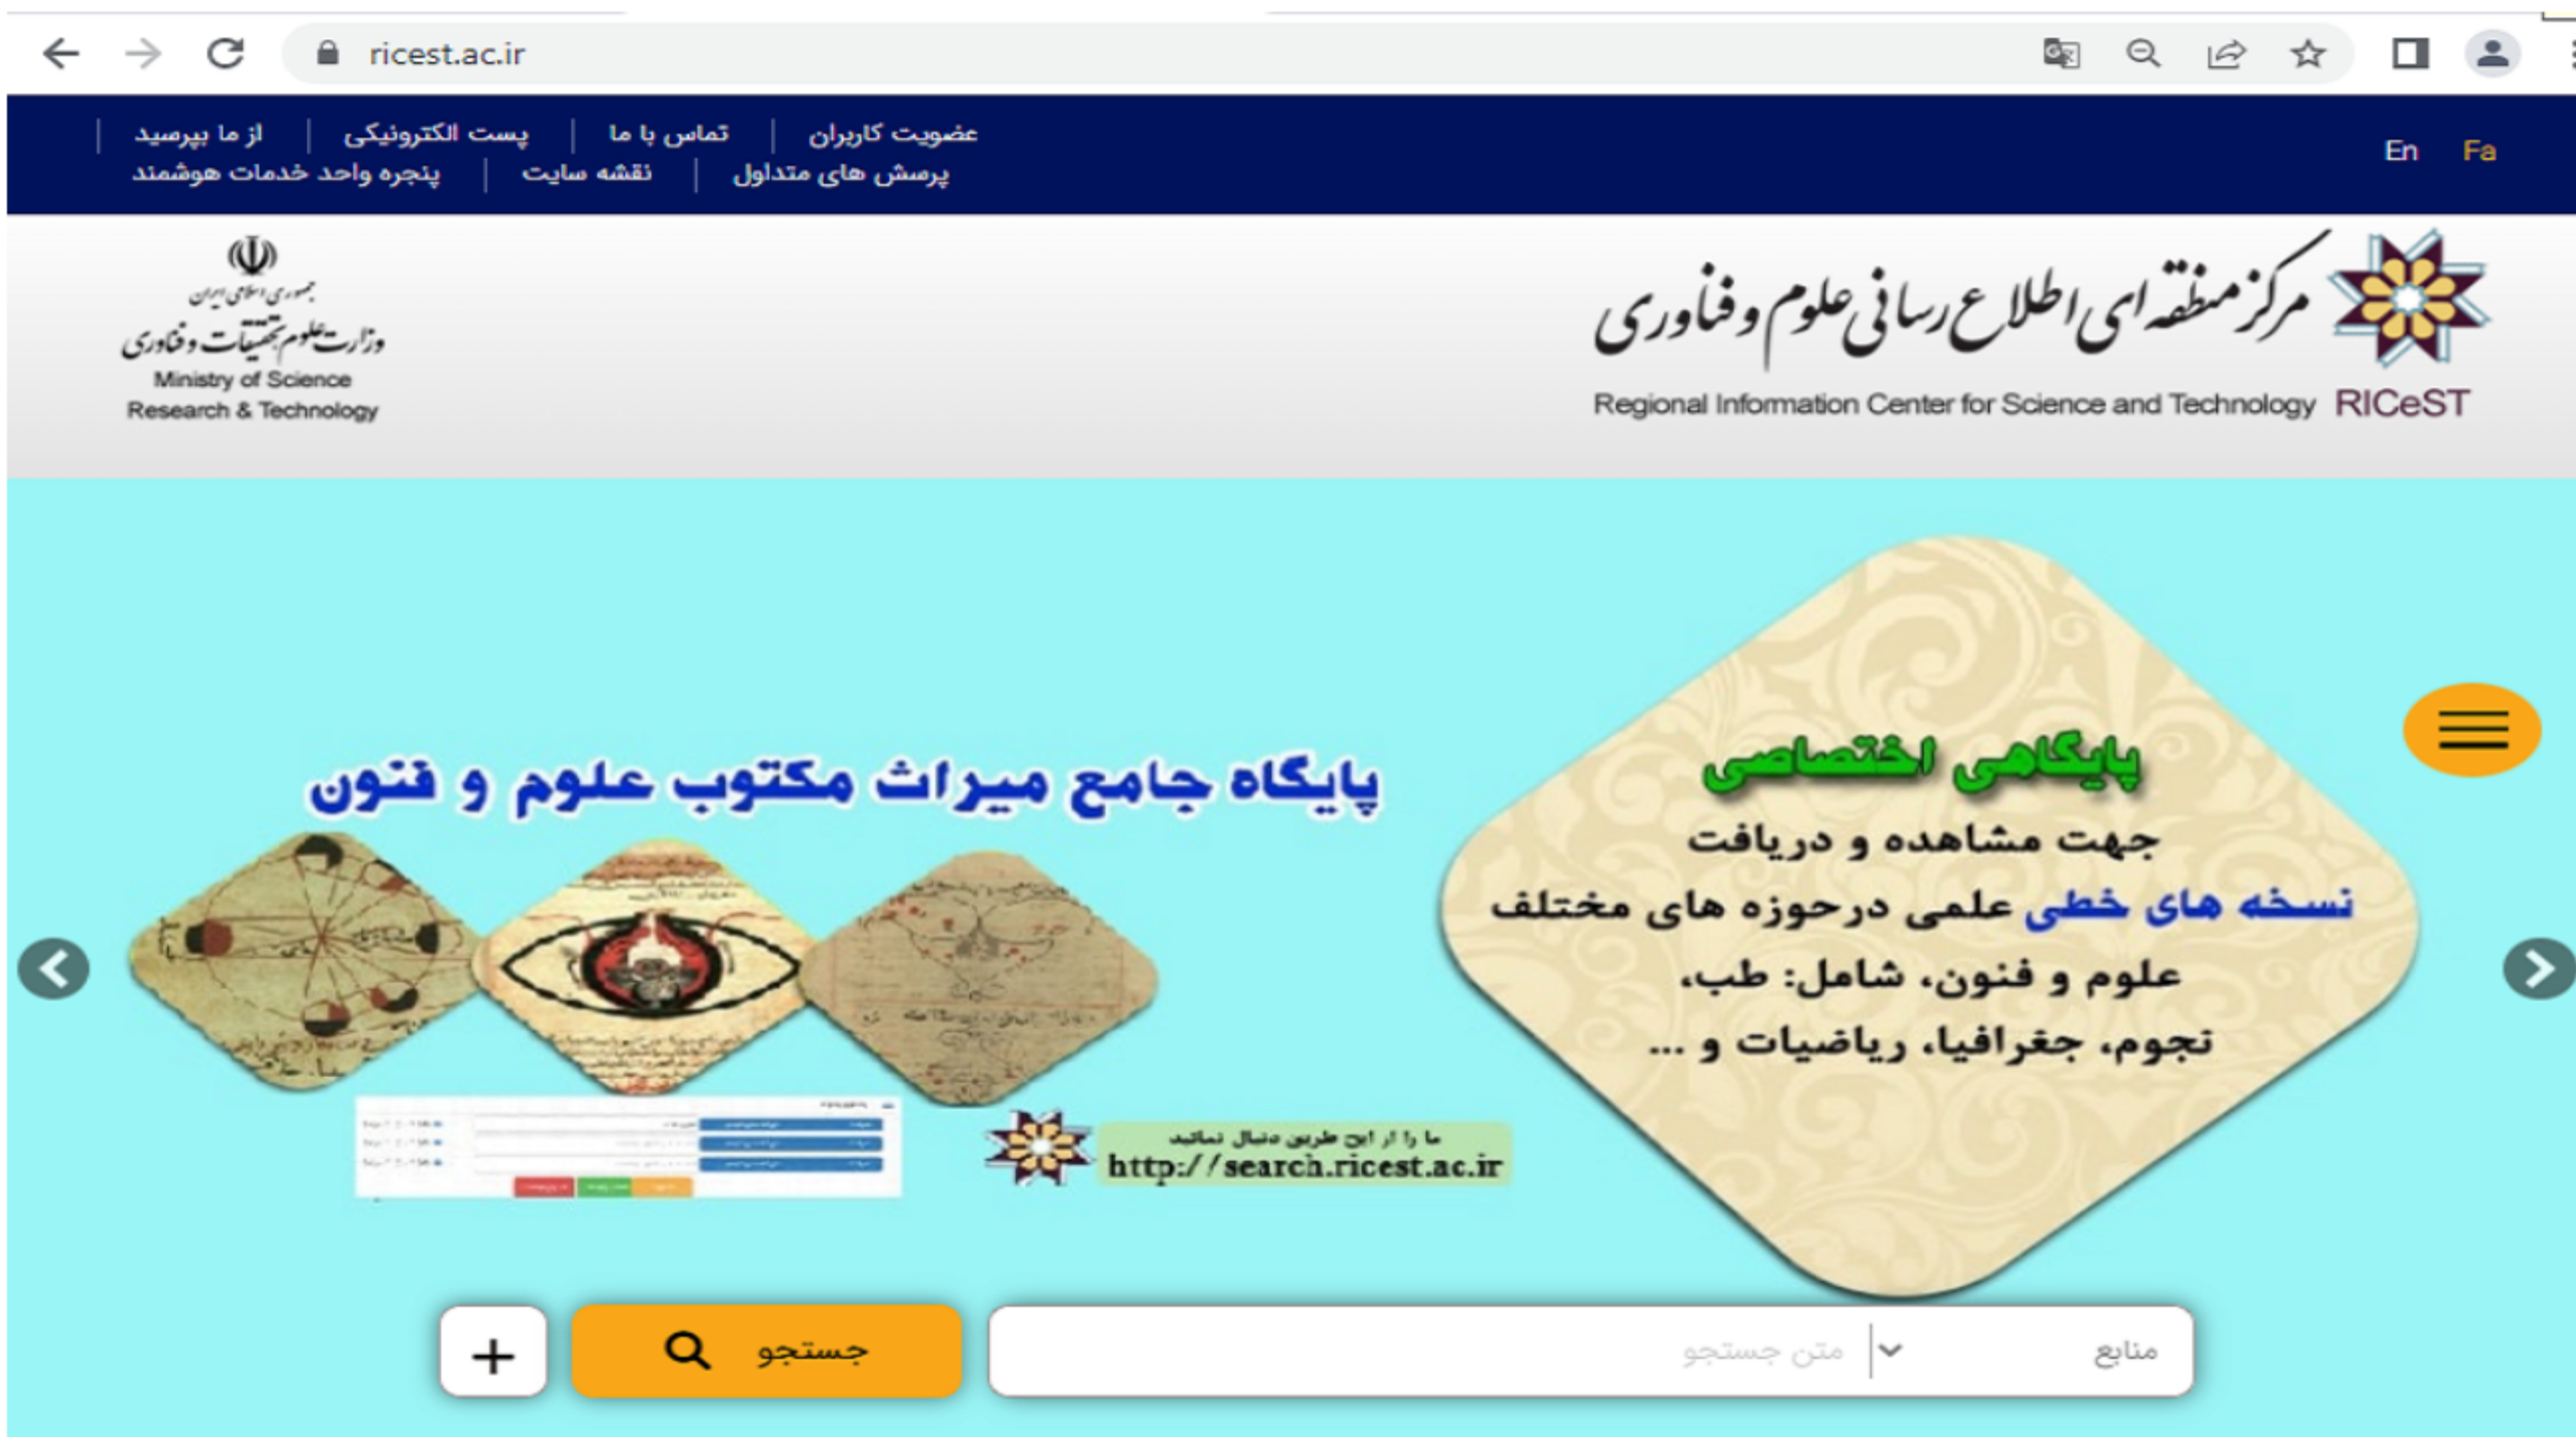 ricest.ac.ir
Fa En
عضویت کاربران | تماس با ما | پست الکترونیکی | از ما بپرسید |
پرسش های متداول | نقشه سایت | پنجره واحد خدمات هوشمند
مرکز منطقه ای اطلاع رسانی علوم و فناوری
Regional Information Center for Science and Technology RICeST
جمهوری اسلامی ایران
وزارت علوم تحقیقات و فناوری
Ministry of Science
Research & Technology
پایگاهی اختصاصی
جهت مشاهده و دریافت
نسخه های خطی علمی درحوزه های مختلف
علوم و فنون، شامل: طب،
نجوم، جغرافیا، ریاضیات و ...
پایگاه جامع میراث مکتوب علوم و فنون
ما را از این طریق دنبال نمائید
http://search.ricest.ac.ir
منابع
متن جستجو
جستجو
+